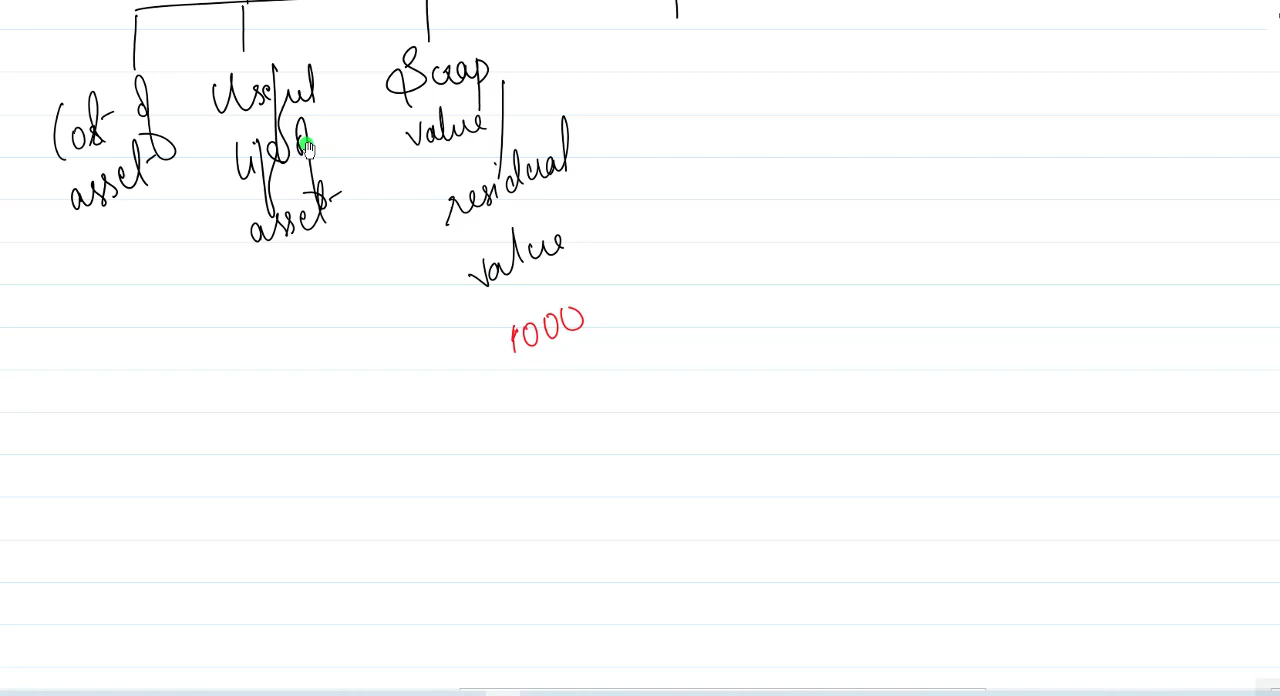 Cost of
asset
Useful
life of
asset
Scrap
value
residual
value
1000